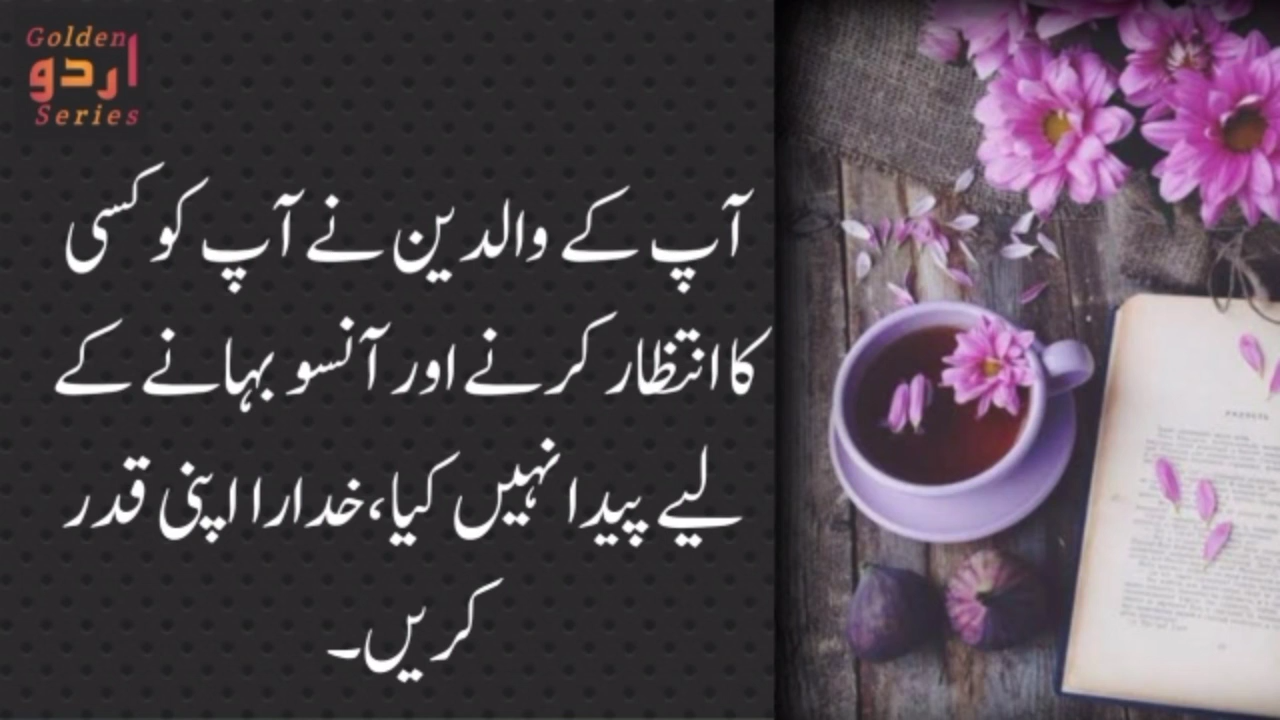 Golden
اردو
Series
آپ کے والدین نے آپ کو کسی
کا انتظار کرنے اور آنسو بہانے کے
لیے پیدا نہیں کیا،خدارا اپنی قدر
کریں۔